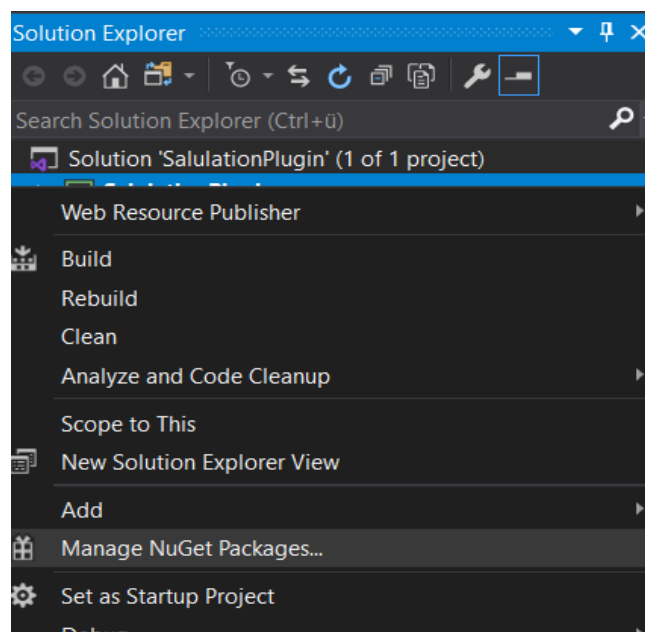 Solution Explorer
Search Solution Explorer (Ctrl+ü)
Solution 'SalulationPlugin' (1 of 1 project)
Web Resource Publisher
Build
Rebuild
Clean
Analyze and Code Cleanup
Scope to This
New Solution Explorer View
Add
Manage NuGet Packages...
Set as Startup Project